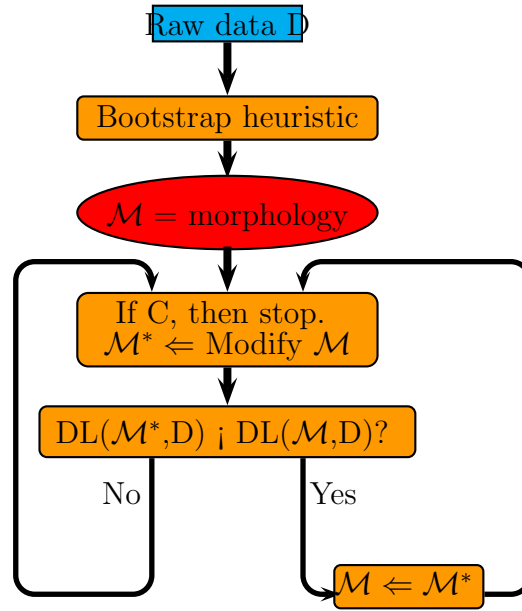 Raw data D
Bootstrap heuristic
ℳ = morphology
If C, then stop.
ℳ* ⇐ Modify ℳ
DL(ℳ*,D) ¡ DL(ℳ,D)?
No
Yes
ℳ ⇐ ℳ*